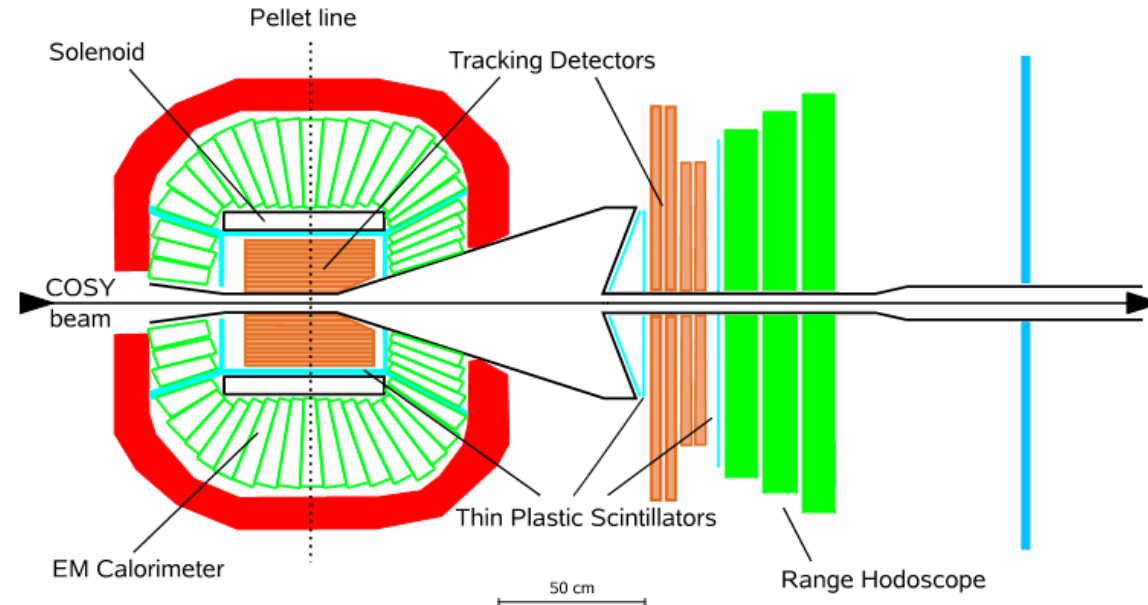 Pellet line
Solenoid
Tracking Detectors
COSY
beam
Thin Plastic Scintillators
EM Calorimeter
Range Hodoscope
50 cm